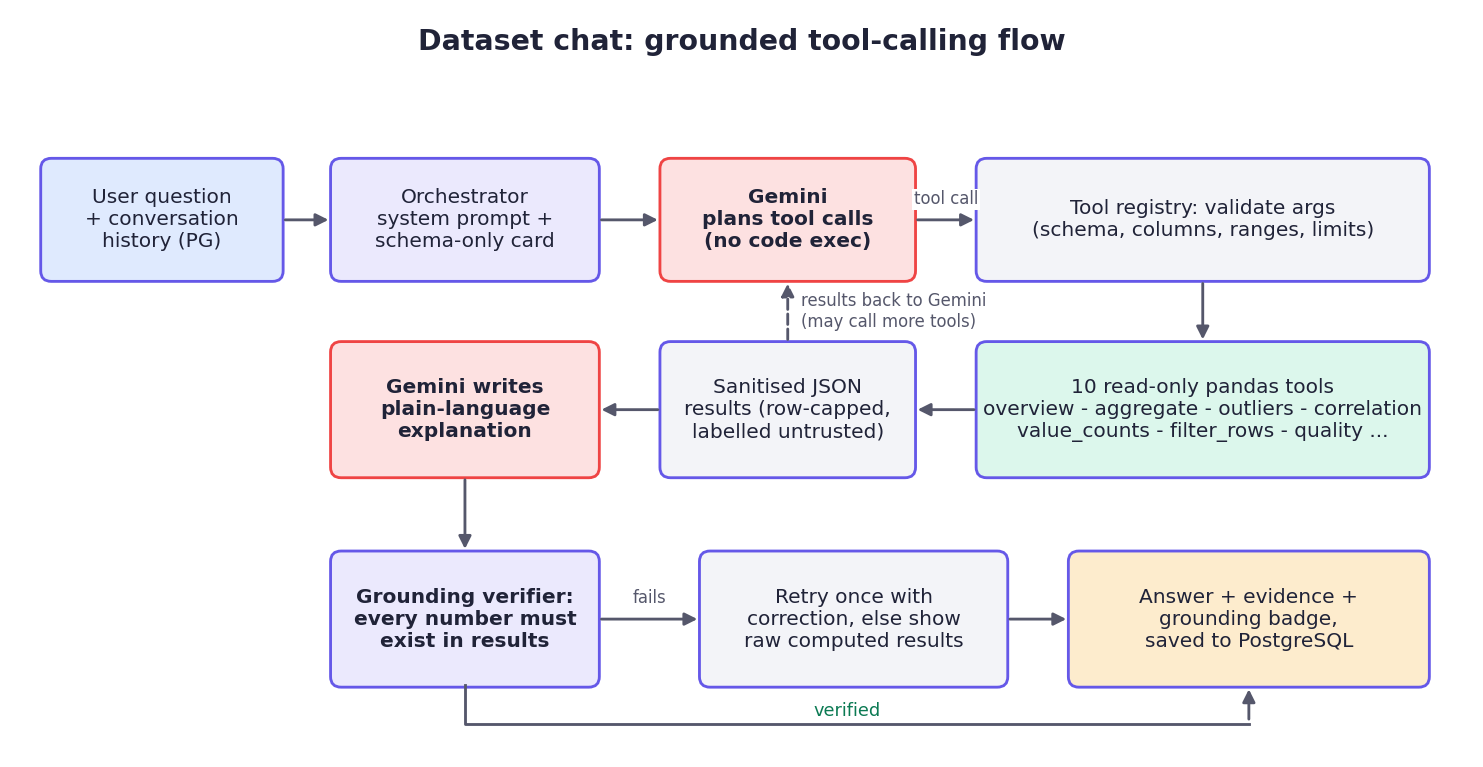 Dataset chat: grounded tool-calling flow
User question
+ conversation
history (PG)
Orchestrator
system prompt +
schema-only card
Gemini
plans tool calls
(no code exec)
tool call
Tool registry: validate args
(schema, columns, ranges, limits)
results back to Gemini
(may call more tools)
Gemini writes
plain-language
explanation
Sanitised JSON
results (row-capped,
labelled untrusted)
10 read-only pandas tools
overview - aggregate - outliers - correlation
value_counts - filter_rows - quality ...
Grounding verifier:
every number must
exist in results
fails
Retry once with
correction, else show
raw computed results
Answer + evidence +
grounding badge,
saved to PostgreSQL
verified